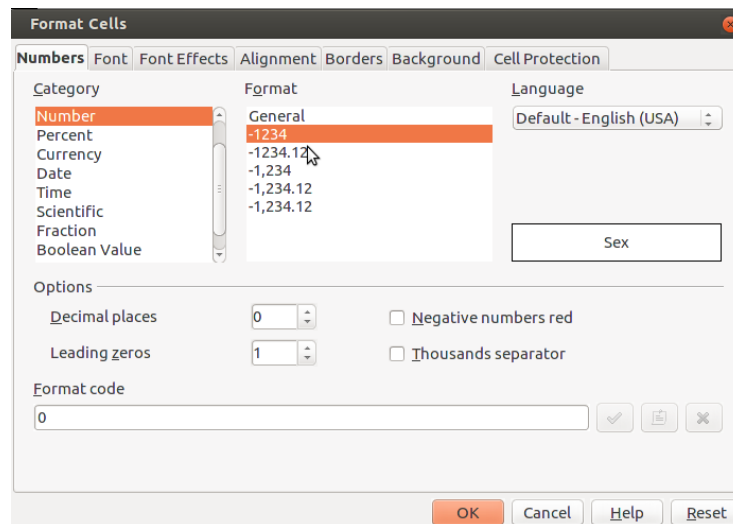 Format Cells
Numbers Font Font Effects Alignment Borders Background Cell Protection
Category Format Language
Number General Default - English (USA)
Percent -1234
Currency -1234.12
Date -1,234
Time -1,234.12
Scientific -1,234.12
Fraction
Boolean Value Sex
Options
Decimal places 0 Negative numbers red
Leading zeros 1 Thousands separator
Format code
0
OK Cancel Help Reset